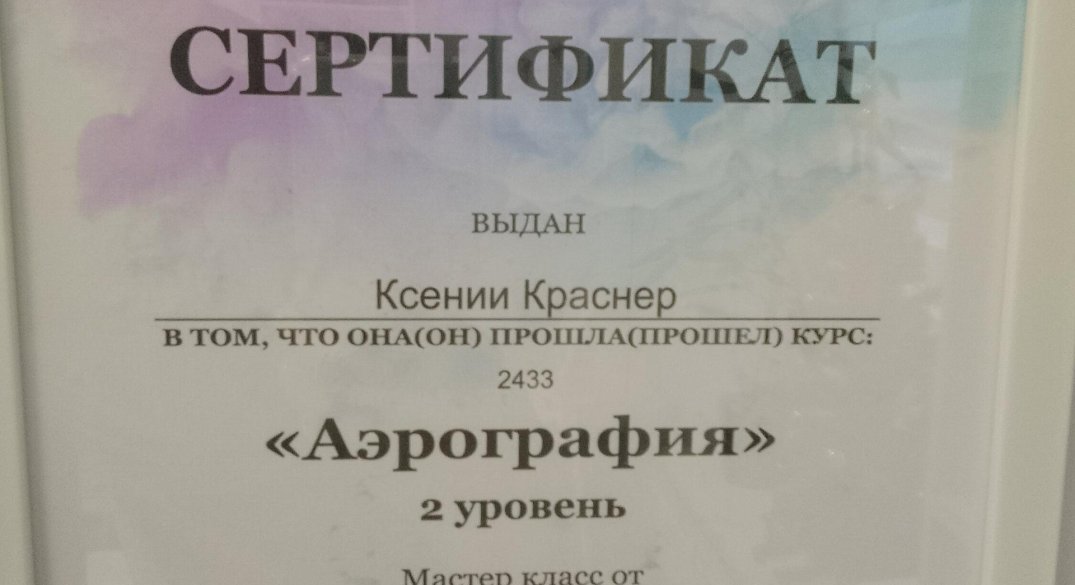 СЕРТИФИКАТ
ВЫДАН
Ксении Краснер
В ТОМ, ЧТО ОНА(ОН) ПРОШЛА(ПРОШЕЛ) КУРС:
2433
«Аэрография»
2 уровень
Мастер класс от